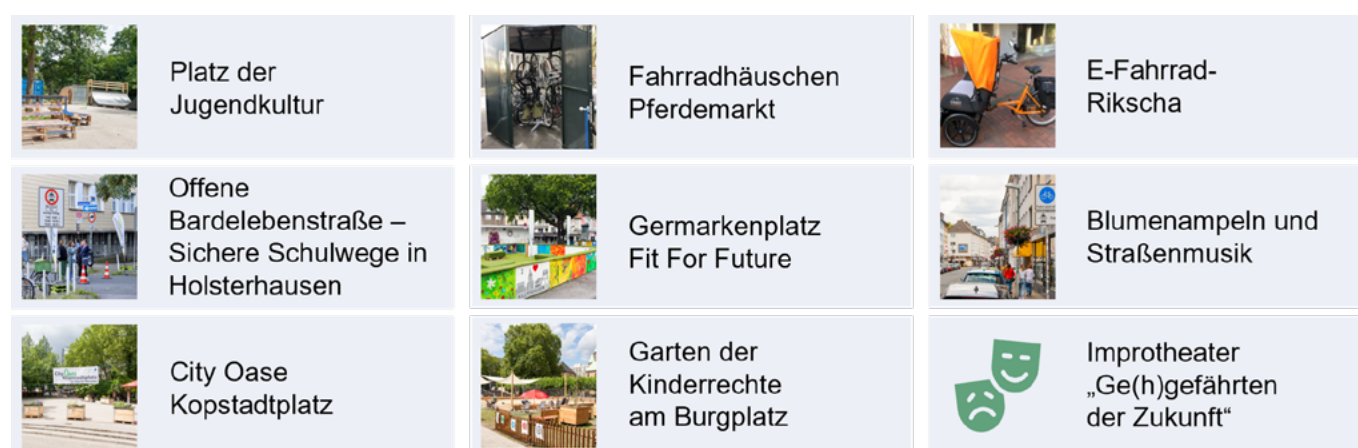 Platz der
Jugendkultur
Fahrradhäuschen
Pferdemarkt
E-Fahrrad-
Rikscha
Offene
Bardelebenstraße –
Sichere Schulwege in
Holsterhausen
Germarkenplatz
Fit For Future
Blumenampeln und
Straßenmusik
City Oase
Kopstadtplatz
Garten der
Kinderrechte
am Burgplatz
Improtheater
„Ge(h)gefährten
der Zukunft“